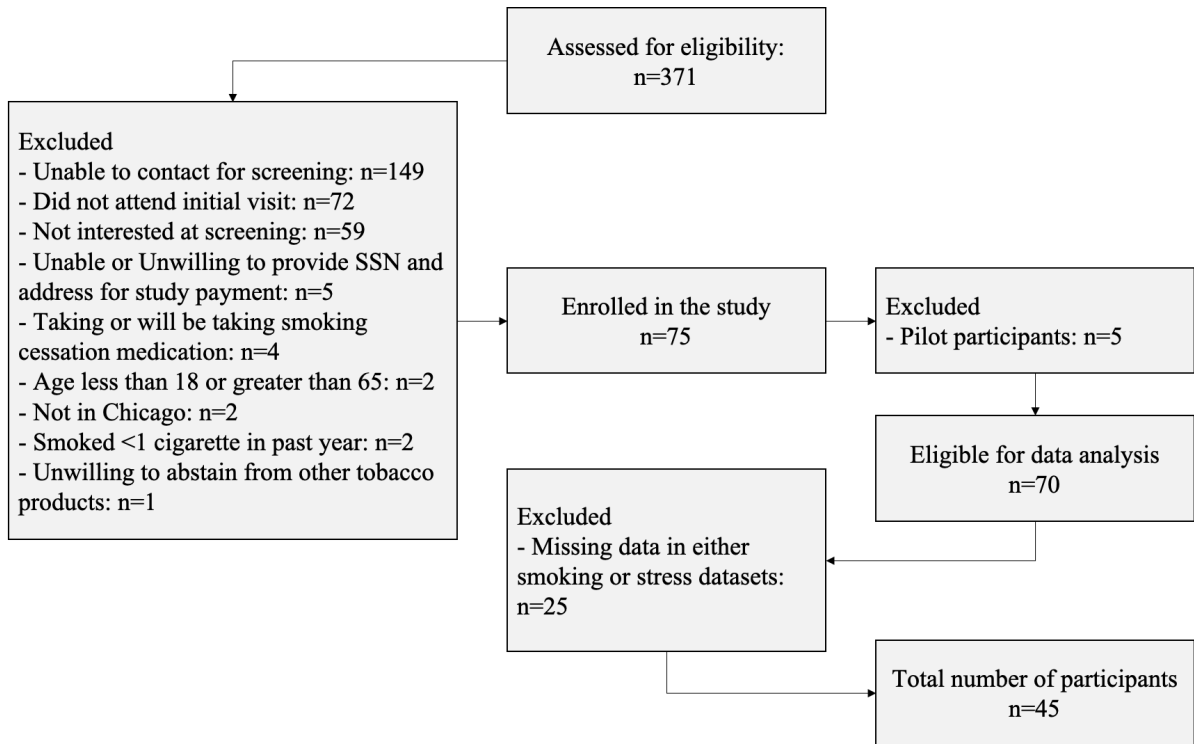 Assessed for eligibility:
n=371
Excluded
- Unable to contact for screening: n=149
- Did not attend initial visit: n=72
- Not interested at screening: n=59
- Unable or Unwilling to provide SSN and
address for study payment: n=5
- Taking or will be taking smoking
cessation medication: n=4
- Age less than 18 or greater than 65: n=2
- Not in Chicago: n=2
- Smoked <1 cigarette in past year: n=2
- Unwilling to abstain from other tobacco
products: n=1
Enrolled in the study
n=75
Excluded
- Pilot participants: n=5
Eligible for data analysis
n=70
Excluded
- Missing data in either
smoking or stress datasets:
n=25
Total number of participants
n=45